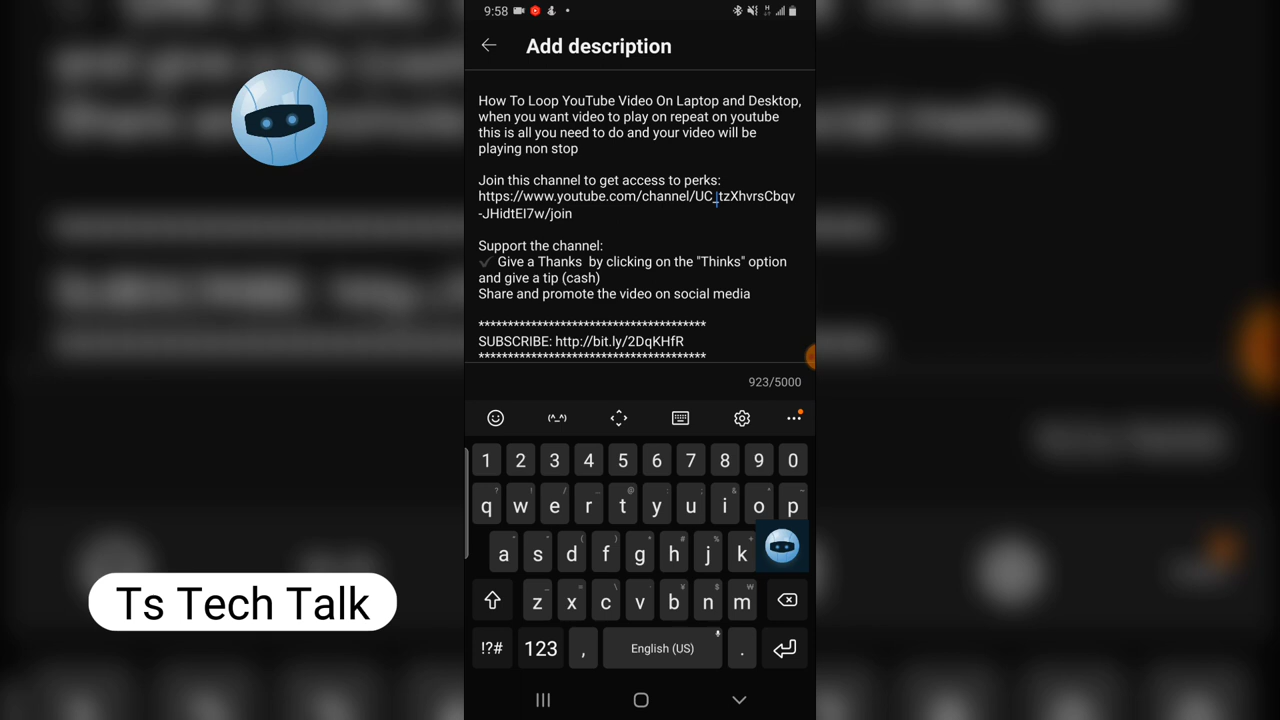 9:58
Add description
How To Loop YouTube Video On Laptop and Desktop,
when you want video to play on repeat on youtube
this is all you need to do and your video will be
playing non stop
Join this channel to get access to perks:
https://www.youtube.com/channel/UC_tzXhvrsCbqv
-JHidtEI7w/join
Support the channel:
✔ Give a Thanks  by clicking on the "Thinks" option
and give a tip (cash)
Share and promote the video on social media
***************************************
SUBSCRIBE: http://bit.ly/2DqKHfR
***************************************
923/5000
(^_^)
1 2 3 4 5 6 7 8 9 0
q w e r t y u i o p
a s d f g h j k
z x c v b n m
!?# 123 , English (US) .
Ts Tech Talk